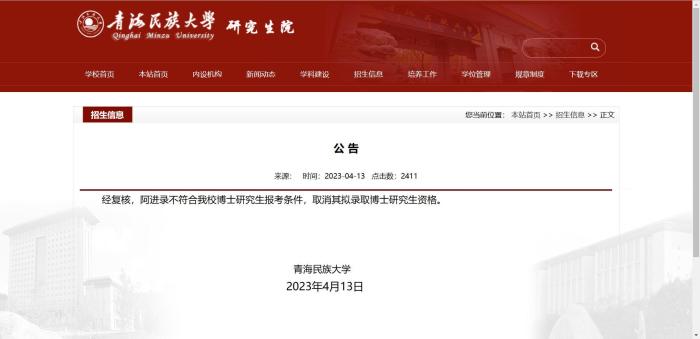 青海民族大学 研究生院
Qinghai Minzu University
学校首页 本站首页 内设机构 新闻动态 学科建设 招生信息 培养工作 学位管理 规章制度 下载专区
招生信息 您当前位置： 本站首页 >> 招生信息 >> 正文
公 告
来源： 时间：2023-04-13 点击数：2411
经复核，阿进录不符合我校博士研究生报考条件，取消其拟录取博士研究生资格。
青海民族大学
2023年4月13日